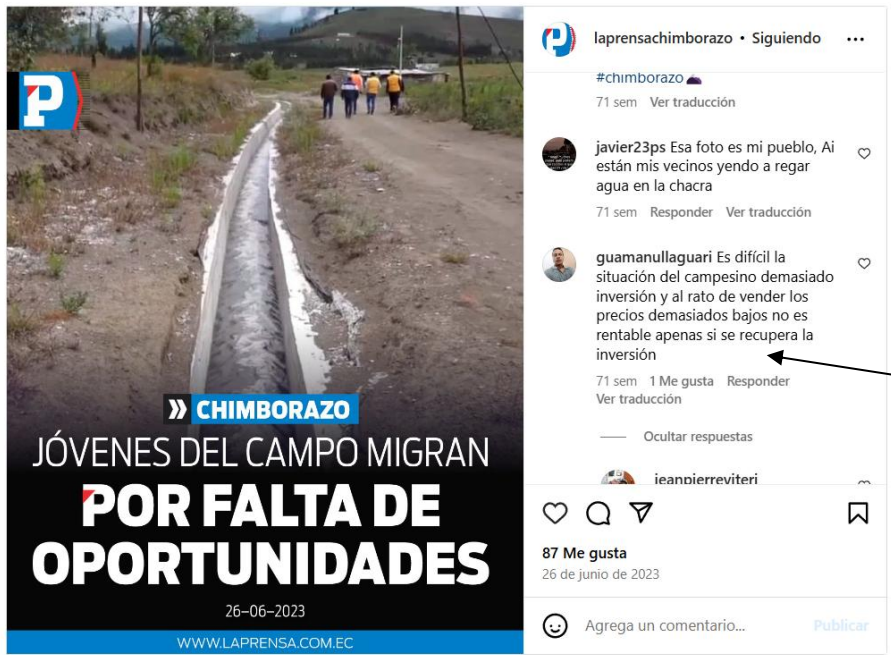 P
» CHIMBORAZO
JÓVENES DEL CAMPO MIGRAN
POR FALTA DE
OPORTUNIDADES
26-06-2023
WWW.LAPRENSA.COM.EC
P
laprensachimborazo • Siguiendo
#chimborazo
71 sem Ver traducción
javier23ps Esa foto es mi pueblo, Ai
están mis vecinos yendo a regar
agua en la chacra
71 sem Responder Ver traducción
guamanullaguari Es difícil la
situación del campesino demasiado
inversión y al rato de vender los
precios demasiados bajos no es
rentable apenas si se recupera la
inversión
71 sem 1 Me gusta Responder
Ver traducción
Ocultar respuestas
jeanpierreviteri
87 Me gusta
26 de junio de 2023
Agrega un comentario...
Publicar